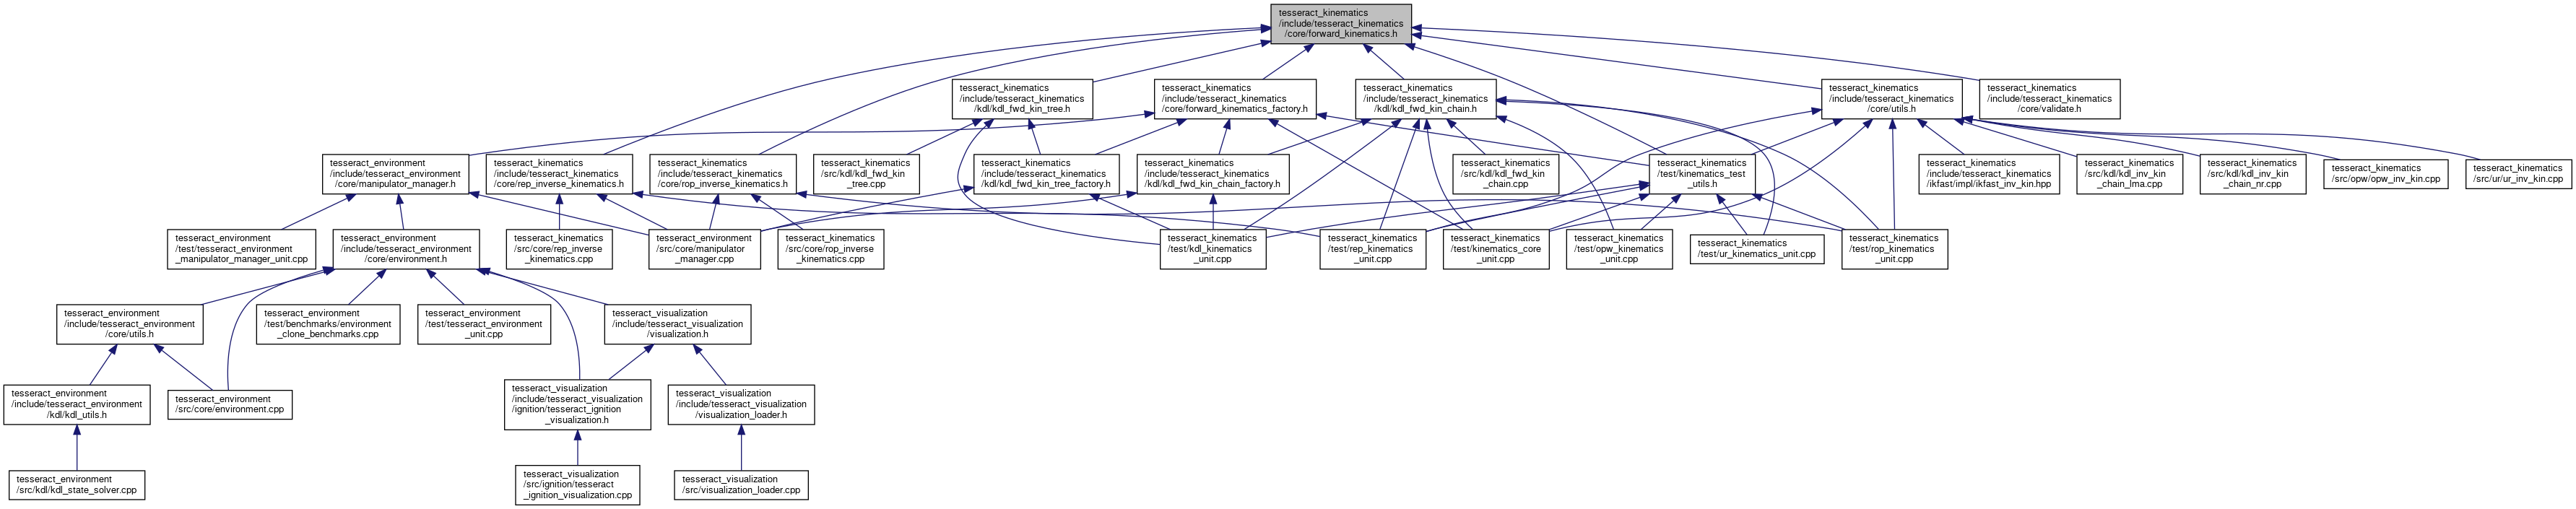 tesseract_kinematics
/include/tesseract_kinematics
/core/forward_kinematics.h
tesseract_kinematics
/include/tesseract_kinematics
/kdl/kdl_fwd_kin_tree.h
tesseract_kinematics
/include/tesseract_kinematics
/core/forward_kinematics_factory.h
tesseract_kinematics
/include/tesseract_kinematics
/kdl/kdl_fwd_kin_chain.h
tesseract_kinematics
/include/tesseract_kinematics
/core/utils.h
tesseract_kinematics
/include/tesseract_kinematics
/core/validate.h
tesseract_environment
/include/tesseract_environment
/core/manipulator_manager.h
tesseract_kinematics
/include/tesseract_kinematics
/core/rep_inverse_kinematics.h
tesseract_kinematics
/include/tesseract_kinematics
/core/rop_inverse_kinematics.h
tesseract_kinematics
/src/kdl/kdl_fwd_kin
_tree.cpp
tesseract_kinematics
/include/tesseract_kinematics
/kdl/kdl_fwd_kin_tree_factory.h
tesseract_kinematics
/include/tesseract_kinematics
/kdl/kdl_fwd_kin_chain_factory.h
tesseract_kinematics
/src/kdl/kdl_fwd_kin
_chain.cpp
tesseract_kinematics
/test/kinematics_test
_utils.h
tesseract_kinematics
/include/tesseract_kinematics
/ikfast/impl/ikfast_inv_kin.hpp
tesseract_kinematics
/src/kdl/kdl_inv_kin
_chain_lma.cpp
tesseract_kinematics
/src/kdl/kdl_inv_kin
_chain_nr.cpp
tesseract_kinematics
/src/opw/opw_inv_kin.cpp
tesseract_kinematics
/src/ur/ur_inv_kin.cpp
tesseract_environment
/test/tesseract_environment
_manipulator_manager_unit.cpp
tesseract_environment
/include/tesseract_environment
/core/environment.h
tesseract_kinematics
/src/core/rep_inverse
_kinematics.cpp
tesseract_environment
/src/core/manipulator
_manager.cpp
tesseract_kinematics
/src/core/rop_inverse
_kinematics.cpp
tesseract_kinematics
/test/kdl_kinematics
_unit.cpp
tesseract_kinematics
/test/rep_kinematics
_unit.cpp
tesseract_kinematics
/test/kinematics_core
_unit.cpp
tesseract_kinematics
/test/opw_kinematics
_unit.cpp
tesseract_kinematics
/test/ur_kinematics_unit.cpp
tesseract_kinematics
/test/rop_kinematics
_unit.cpp
tesseract_environment
/include/tesseract_environment
/core/utils.h
tesseract_environment
/test/benchmarks/environment
_clone_benchmarks.cpp
tesseract_environment
/test/tesseract_environment
_unit.cpp
tesseract_visualization
/include/tesseract_visualization
/visualization.h
tesseract_environment
/include/tesseract_environment
/kdl/kdl_utils.h
tesseract_environment
/src/core/environment.cpp
tesseract_visualization
/include/tesseract_visualization
/ignition/tesseract_ignition
_visualization.h
tesseract_visualization
/include/tesseract_visualization
/visualization_loader.h
tesseract_environment
/src/kdl/kdl_state_solver.cpp
tesseract_visualization
/src/ignition/tesseract
_ignition_visualization.cpp
tesseract_visualization
/src/visualization_loader.cpp